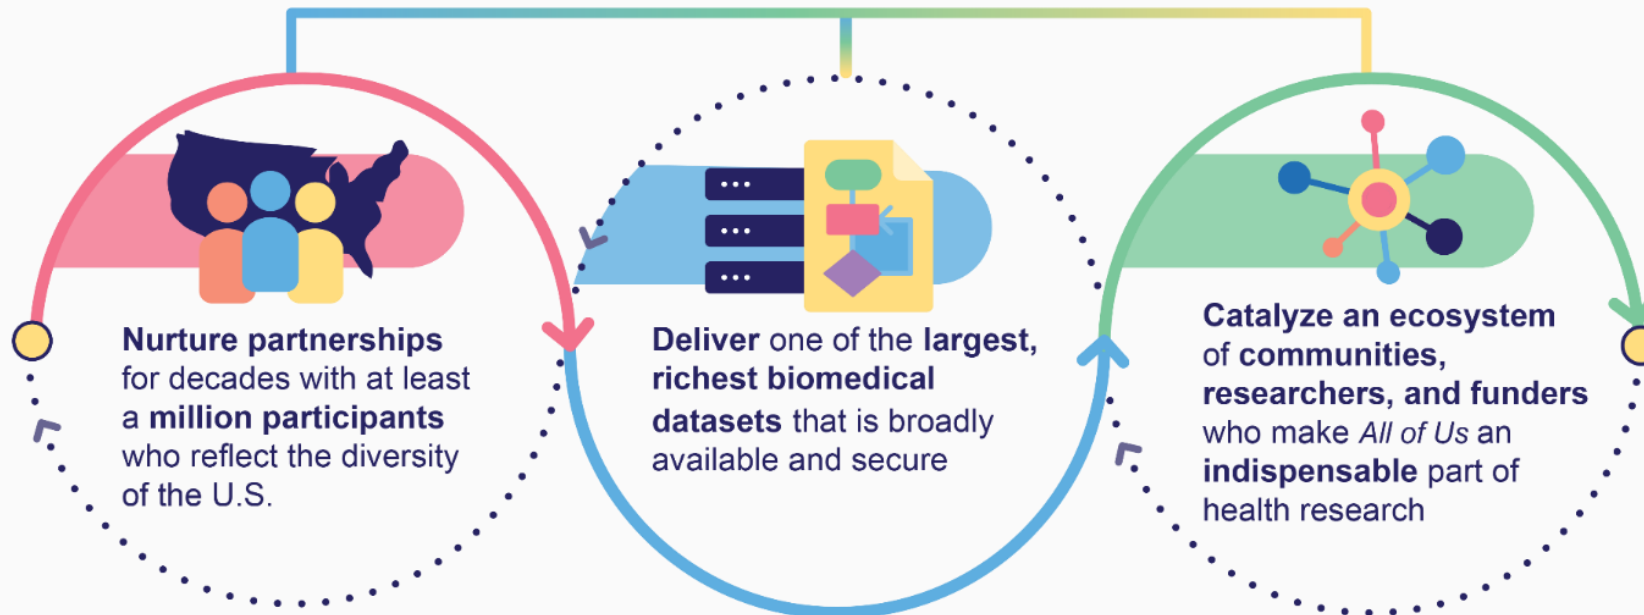 Nurture partnerships
for decades with at least
a million participants
who reflect the diversity
of the U.S.
Deliver one of the largest,
richest biomedical
datasets that is broadly
available and secure
Catalyze an ecosystem
of communities,
researchers, and funders
who make All of Us an
indispensable part of
health research